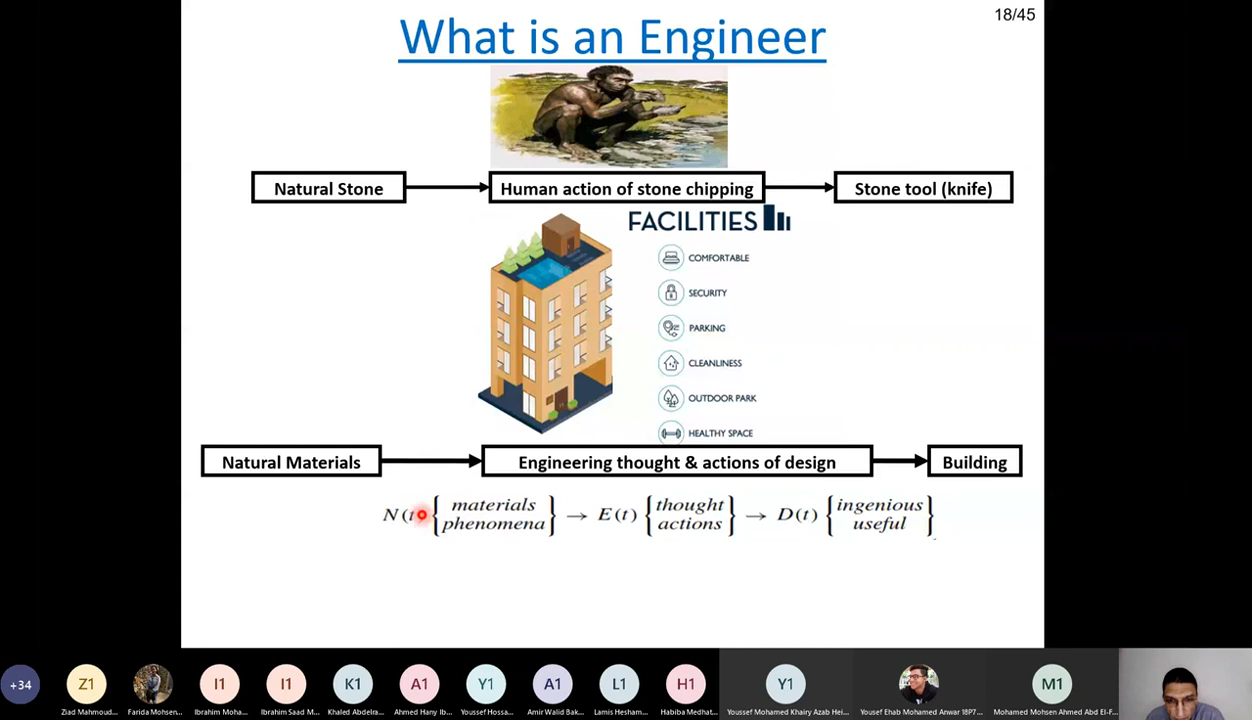 18/45
What is an Engineer
Natural Stone
Human action of stone chipping
Stone tool (knife)
FACILITIES
COMFORTABLE
SECURITY
PARKING
CLEANLINESS
OUTDOOR PARK
HEALTHY SPACE
Natural Materials
Engineering thought & actions of design
Building
N(t { materials phenomena } → E(t) { thought actions } → D(t) { ingenious useful }
+34
Z1
I1
I1
K1
A1
Y1
A1
L1
H1
Y1
M1
Ziad Mahmoud...
Farida Mohsen...
Ibrahim Moha...
Ibrahim Saad M...
Khaled Abdelra...
Ahmed Hany Ib...
Youssef Hossa...
Amir Walid Bak...
Lamis Hesham...
Habiba Medhat...
Youssef Mohamed Khairy Azab Hei...
Yousef Ehab Mohamed Anwar 18P7...
Mohamed Mohsen Ahmed Abd El-F...